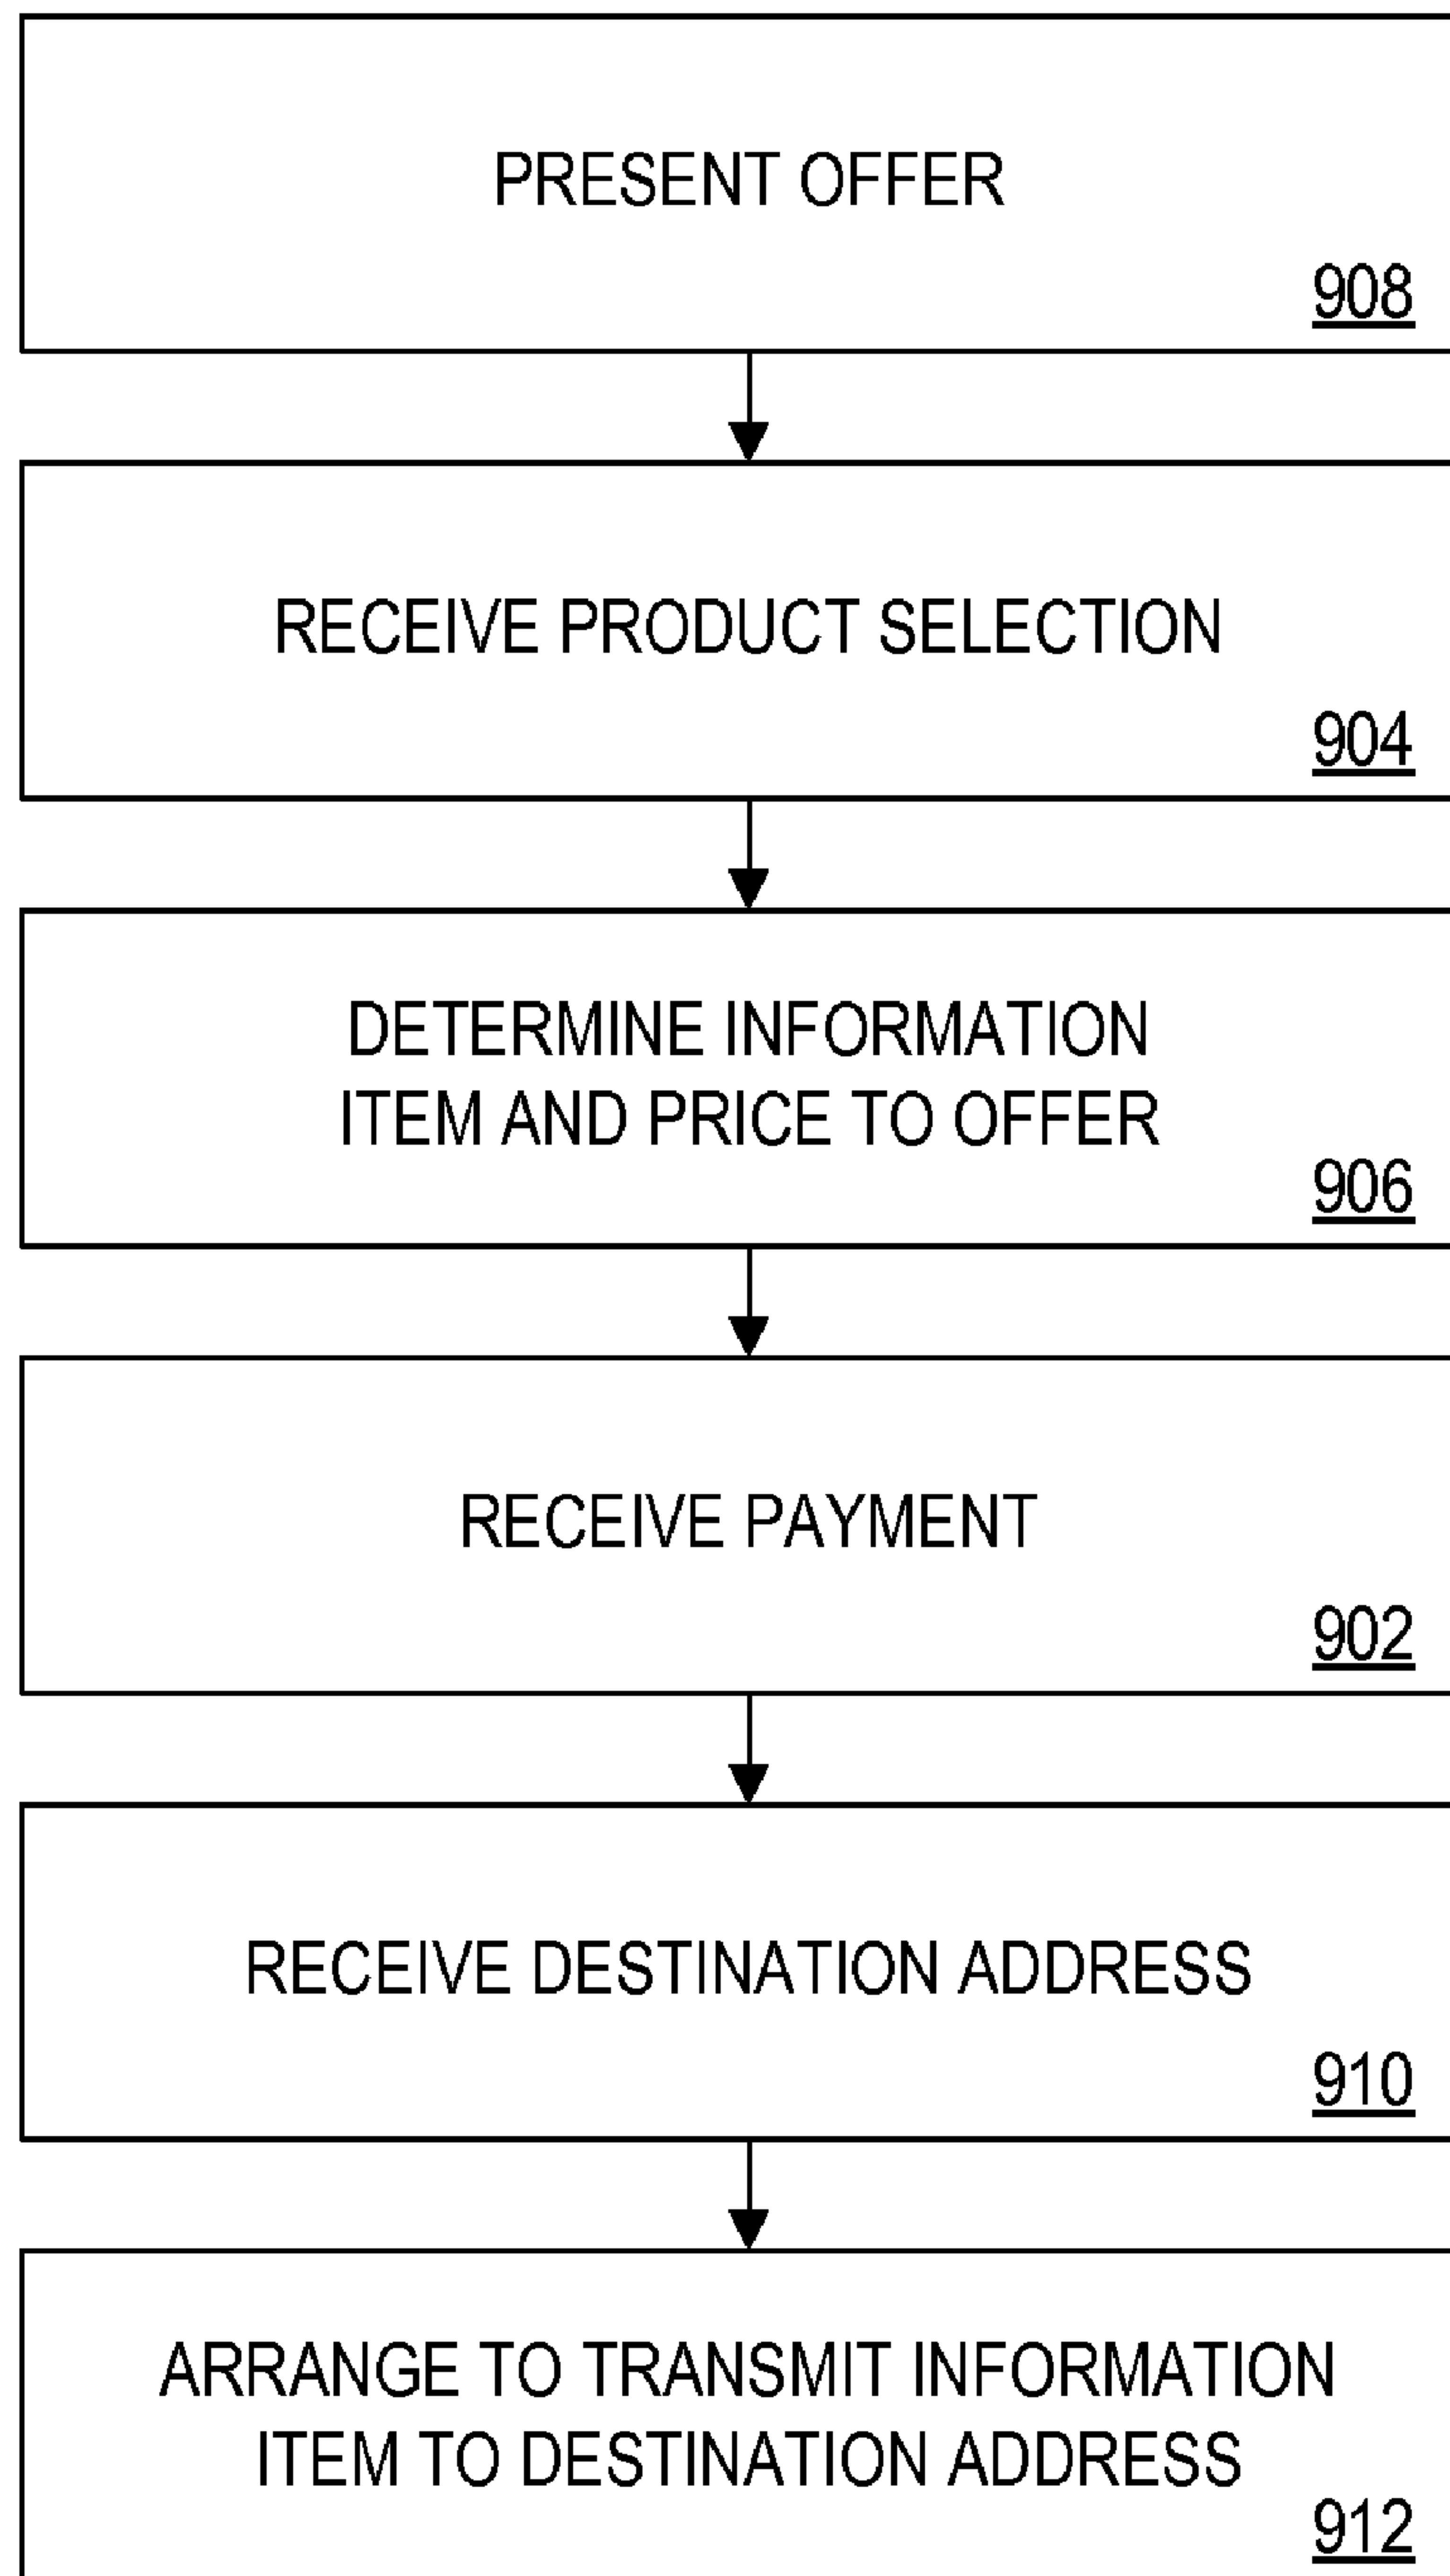 PRESENT OFFER
908
RECEIVE PRODUCT SELECTION
904
DETERMINE INFORMATION
ITEM AND PRICE TO OFFER
906
RECEIVE PAYMENT
902
RECEIVE DESTINATION ADDRESS
910
ARRANGE TO TRANSMIT INFORMATION
ITEM TO DESTINATION ADDRESS
912